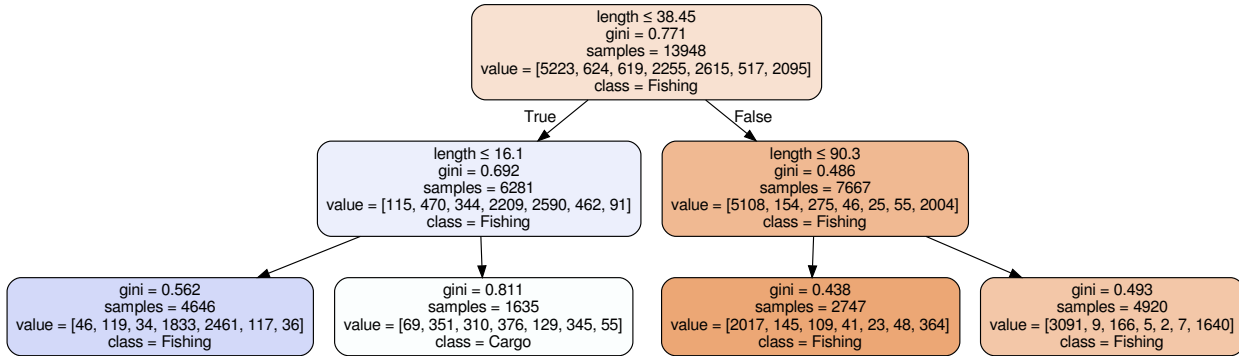 length ≤ 38.45
gini = 0.771
samples = 13948
value = [5223, 624, 619, 2255, 2615, 517, 2095]
class = Fishing
True
False
length ≤ 16.1
gini = 0.692
samples = 6281
value = [115, 470, 344, 2209, 2590, 462, 91]
class = Fishing
length ≤ 90.3
gini = 0.486
samples = 7667
value = [5108, 154, 275, 46, 25, 55, 2004]
class = Fishing
gini = 0.562
samples = 4646
value = [46, 119, 34, 1833, 2461, 117, 36]
class = Fishing
gini = 0.811
samples = 1635
value = [69, 351, 310, 376, 129, 345, 55]
class = Cargo
gini = 0.438
samples = 2747
value = [2017, 145, 109, 41, 23, 48, 364]
class = Fishing
gini = 0.493
samples = 4920
value = [3091, 9, 166, 5, 2, 7, 1640]
class = Fishing